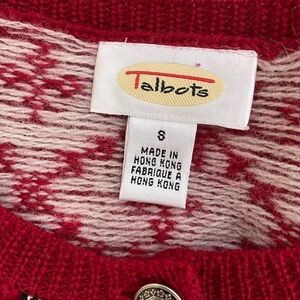 Talbots
S
MADE IN
HONG KONG
FABRIQUE A
HONG KONG